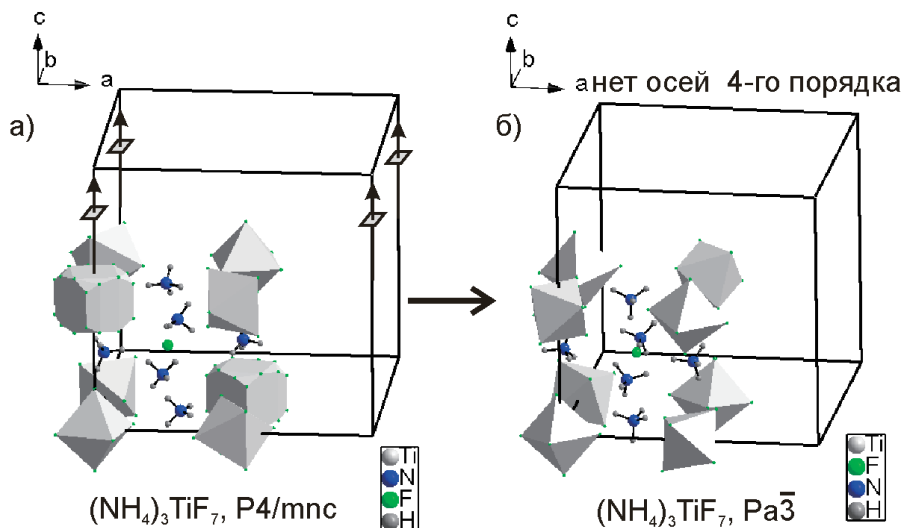 c
b
a
а)
Ti
N
F
H
(NH₄)₃TiF₇, P4/mnc
c
b
a нет осей 4-го порядка
б)
Ti
F
N
H
(NH₄)₃TiF₇, Pa3̅